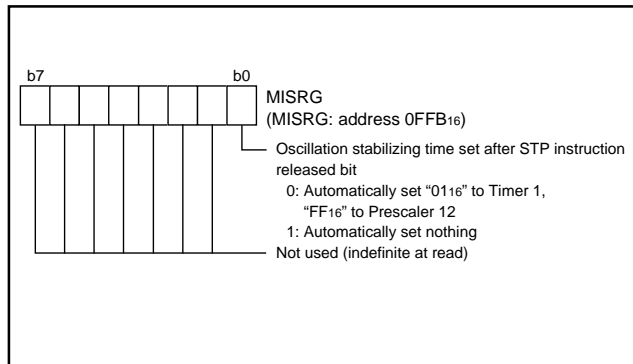 b7 b0
MISRG
(MISRG: address 0FFB16)
Oscillation stabilizing time set after STP instruction
released bit
0: Automatically set “0116” to Timer 1,
“FF16” to Prescaler 12
1: Automatically set nothing
Not used (indefinite at read)